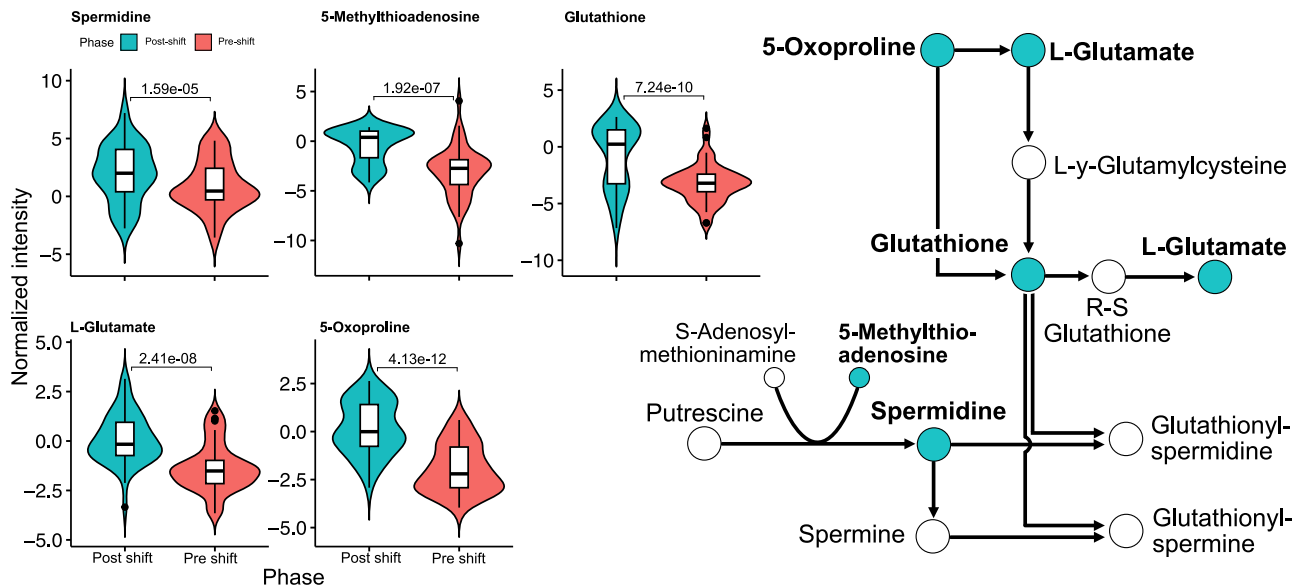 Spermidine
5-Methylthioadenosine
Glutathione
Phase Post-shift Pre-shift
Normalized intensity
10
5
0
−5
1.59e-05
5
0
−5
−10
1.92e-07
5
0
−5
−10
7.24e-10
L-Glutamate
5-Oxoproline
5.0
2.5
0.0
−2.5
−5.0
2.41e-08
2.5
0.0
−2.5
−5.0
4.13e-12
Post shift Pre shift
Post shift Pre shift
Phase
5-Oxoproline
L-Glutamate
L-y-Glutamylcysteine
Glutathione
L-Glutamate
R-S
Glutathione
S-Adenosyl-
methioninamine
5-Methylthio-
adenosine
Putrescine
Spermidine
Glutathionyl-
spermidine
Spermine
Glutathionyl-
spermine